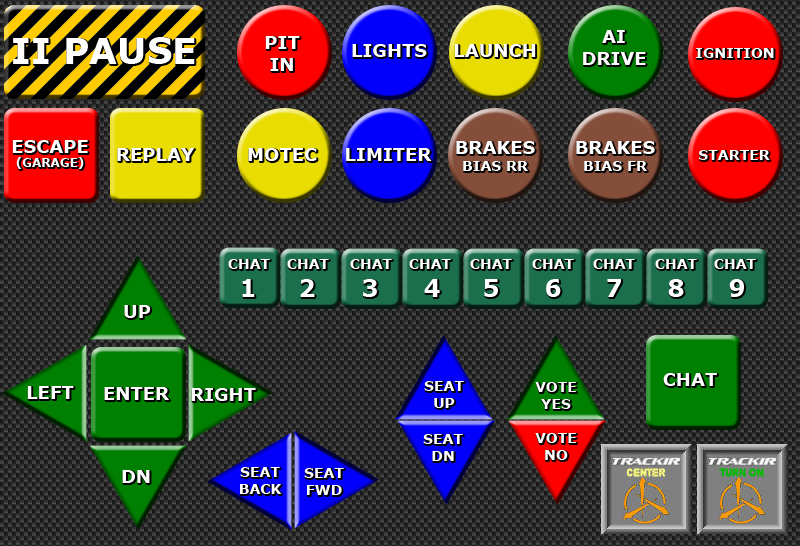 II PAUSE
PIT
IN
LIGHTS
LAUNCH
AI
DRIVE
IGNITION
ESCAPE
(GARAGE)
REPLAY
MOTEC
LIMITER
BRAKES
BIAS RR
BRAKES
BIAS FR
STARTER
CHAT
1
CHAT
2
CHAT
3
CHAT
4
CHAT
5
CHAT
6
CHAT
7
CHAT
8
CHAT
9
UP
LEFT
ENTER
RIGHT
DN
SEAT
BACK
SEAT
FWD
SEAT
UP
SEAT
DN
VOTE
YES
VOTE
NO
CHAT
TRACKIR
CENTER
TRACKIR
TURN ON